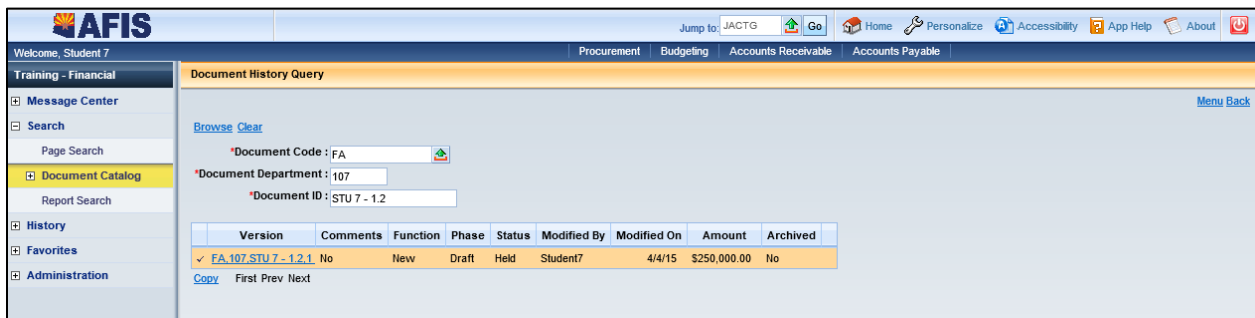 AFIS
Jump to: JACTG Go Home Personalize Accessibility App Help About
Welcome, Student 7
Procurement Budgeting Accounts Receivable Accounts Payable
Training - Financial
Document History Query
Message Center
Menu Back
Search
Browse Clear
Page Search
*Document Code : FA
Document Catalog
*Document Department : 107
Report Search
*Document ID : STU 7 - 1.2
History
Version Comments Function Phase Status Modified By Modified On Amount Archived
Favorites
FA,107,STU 7 - 1.2,1 No New Draft Held Student7 4/4/15 $250,000.00 No
Administration
Copy First Prev Next